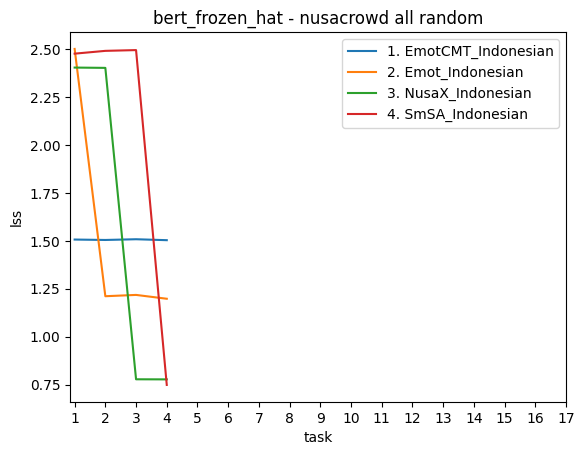 bert_frozen_hat - nusacrowd all random
2.50
2.25
2.00
1.75
1.50
1.25
1.00
0.75
lss
1. EmotCMT_Indonesian
2. Emot_Indonesian
3. NusaX_Indonesian
4. SmSA_Indonesian
1 2 3 4 5 6 7 8 9 10 11 12 13 14 15 16 17
task